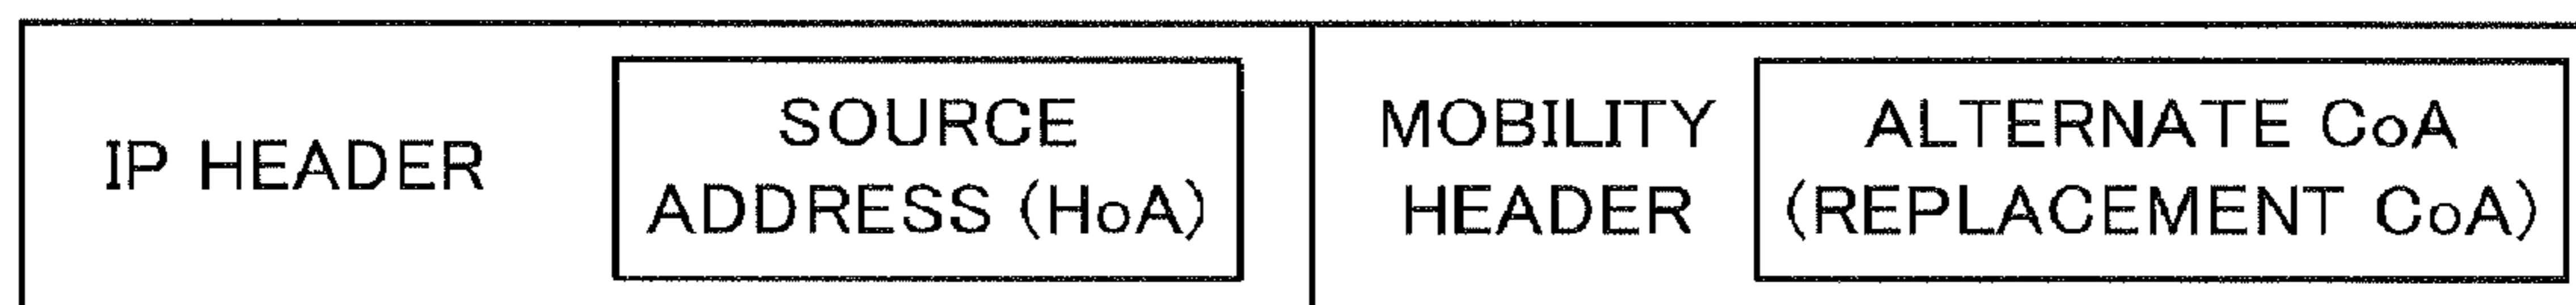 IP HEADER
SOURCE
ADDRESS (HoA)
MOBILITY
HEADER
ALTERNATE CoA
(REPLACEMENT CoA)